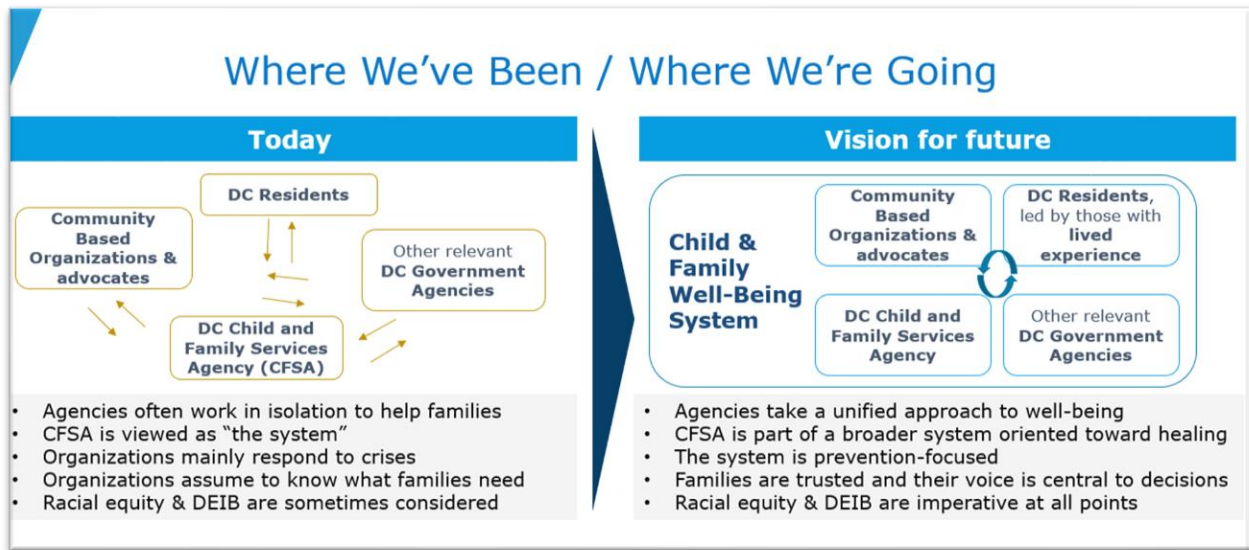 Where We've Been / Where We're Going
Today
DC Residents
Community
Based
Organizations &
advocates
Other relevant
DC Government
Agencies
DC Child and
Family Services
Agency (CFSA)
• Agencies often work in isolation to help families
• CFSA is viewed as “the system”
• Organizations mainly respond to crises
• Organizations assume to know what families need
• Racial equity & DEIB are sometimes considered
Vision for future
Child &
Family
Well-Being
System
Community
Based
Organizations &
advocates
DC Residents,
led by those with
lived
experience
DC Child and
Family Services
Agency
Other relevant
DC Government
Agencies
• Agencies take a unified approach to well-being
• CFSA is part of a broader system oriented toward healing
• The system is prevention-focused
• Families are trusted and their voice is central to decisions
• Racial equity & DEIB are imperative at all points